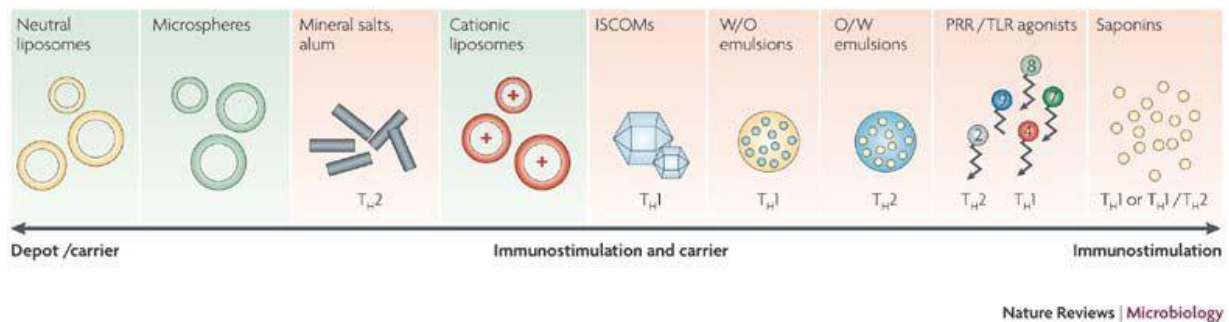 Neutral
liposomes
Microspheres
Mineral salts,
alum
Cationic
liposomes
ISCOMs
W/O
emulsions
O/W
emulsions
PRR/TLR agonists
Saponins
+
+
+
8
9
7
2
4
TH2
TH1
TH1
TH2
TH2
TH1
TH1 or TH1/TH2
Depot /carrier
Immunostimulation and carrier
Immunostimulation
Nature Reviews | Microbiology